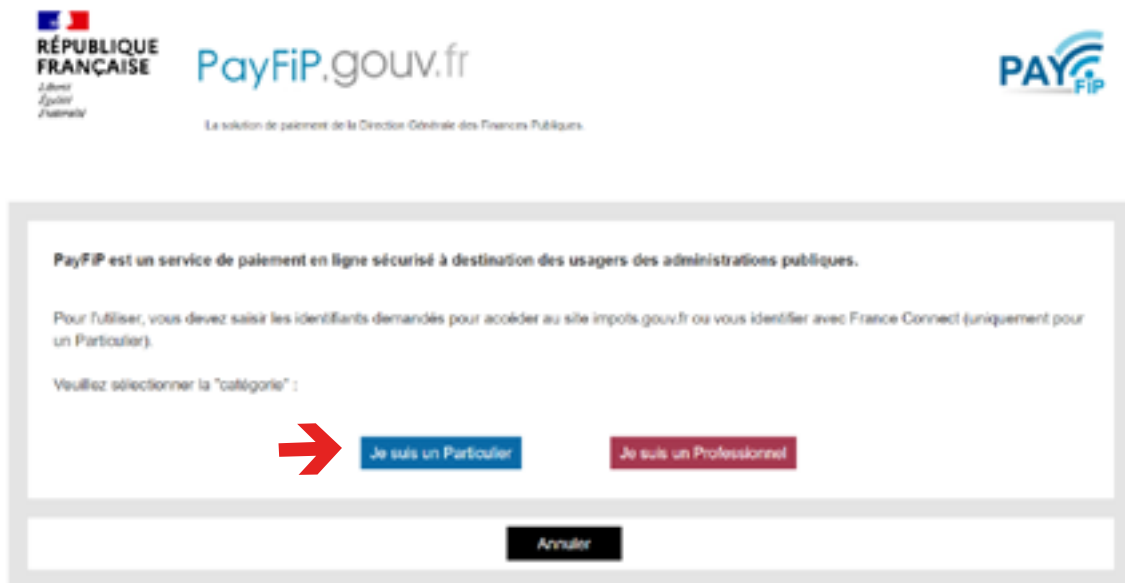 RÉPUBLIQUE
FRANÇAISE
Liberté
Égalité
Fraternité
PayFiP.gouv.fr
La solution de paiement de la Direction Générale des Finances Publiques.
PAY
FiP
PayFiP est un service de paiement en ligne sécurisé à destination des usagers des administrations publiques.
Pour l'utiliser, vous devez saisir les identifiants demandés pour accéder au site impots.gouv.fr ou vous identifier avec France Connect (uniquement pour
un Particulier).
Veuillez sélectionner la "catégorie" :
Je suis un Particulier
Je suis un Professionnel
Annuler